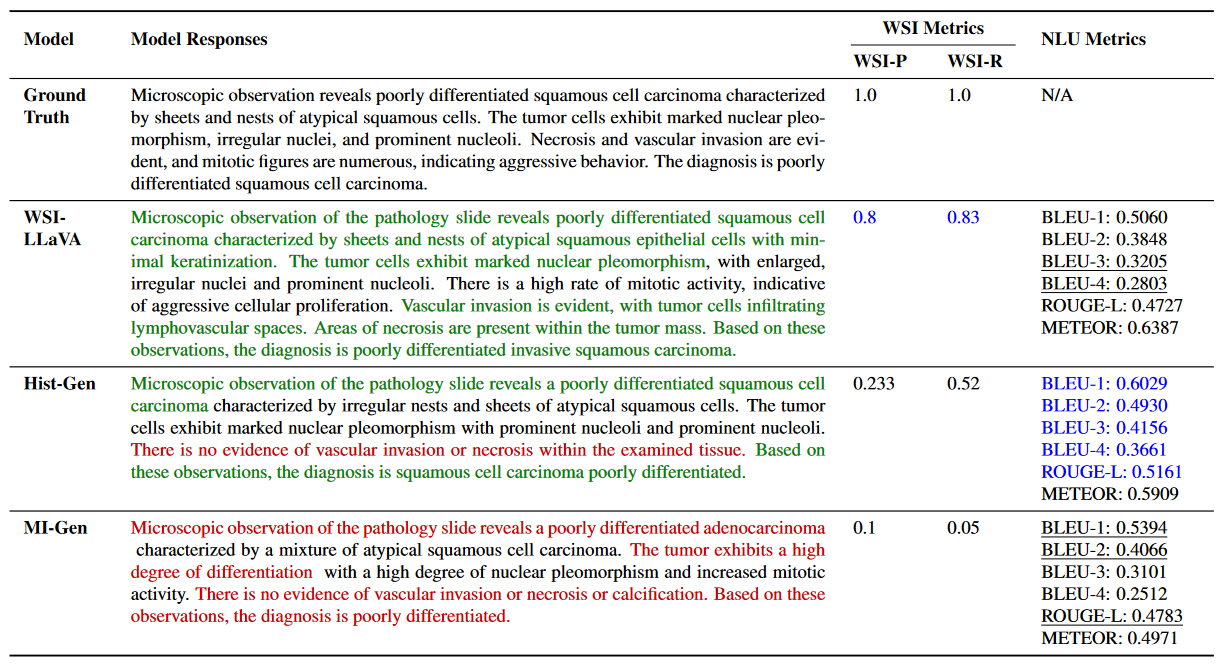 Model Model Responses WSI Metrics NLU Metrics
WSI-P WSI-R
Ground Truth
Microscopic observation reveals poorly differentiated squamous cell carcinoma characterized 1.0 1.0 N/A
by sheets and nests of atypical squamous cells. The tumor cells exhibit marked nuclear pleo-
morphism, irregular nuclei, and prominent nucleoli. Necrosis and vascular invasion are evi-
dent, and mitotic figures are numerous, indicating aggressive behavior. The diagnosis is poorly
differentiated squamous cell carcinoma.
WSI-
LLaVA
Microscopic observation of the pathology slide reveals poorly differentiated squamous cell
carcinoma characterized by sheets and nests of atypical squamous epithelial cells with min-
imal keratinization. The tumor cells exhibit marked nuclear pleomorphism, with enlarged,
irregular nuclei and prominent nucleoli. There is a high rate of mitotic activity, indicative
of aggressive cellular proliferation. Vascular invasion is evident, with tumor cells infiltrating
lymphovascular spaces. Areas of necrosis are present within the tumor mass. Based on these
observations, the diagnosis is poorly differentiated invasive squamous carcinoma.
0.8 0.83
BLEU-1: 0.5060
BLEU-2: 0.3848
BLEU-3: 0.3205
BLEU-4: 0.2803
ROUGE-L: 0.4727
METEOR: 0.6387
Hist-Gen
Microscopic observation of the pathology slide reveals a poorly differentiated squamous cell
carcinoma characterized by irregular nests and sheets of atypical squamous cells. The tumor
cells exhibit marked nuclear pleomorphism with prominent nucleoli and prominent nucleoli.
There is no evidence of vascular invasion or necrosis within the examined tissue. Based on
these observations, the diagnosis is squamous cell carcinoma poorly differentiated.
0.233 0.52
BLEU-1: 0.6029
BLEU-2: 0.4930
BLEU-3: 0.4156
BLEU-4: 0.3661
ROUGE-L: 0.5161
METEOR: 0.5909
MI-Gen
Microscopic observation of the pathology slide reveals a poorly differentiated adenocarcinoma
characterized by a mixture of atypical squamous cell carcinoma. The tumor exhibits a high
degree of differentiation with a high degree of nuclear pleomorphism and increased mitotic
activity. There is no evidence of vascular invasion or necrosis or calcification. Based on these
observations, the diagnosis is poorly differentiated.
0.1 0.05
BLEU-1: 0.5394
BLEU-2: 0.4066
BLEU-3: 0.3101
BLEU-4: 0.2512
ROUGE-L: 0.4783
METEOR: 0.4971